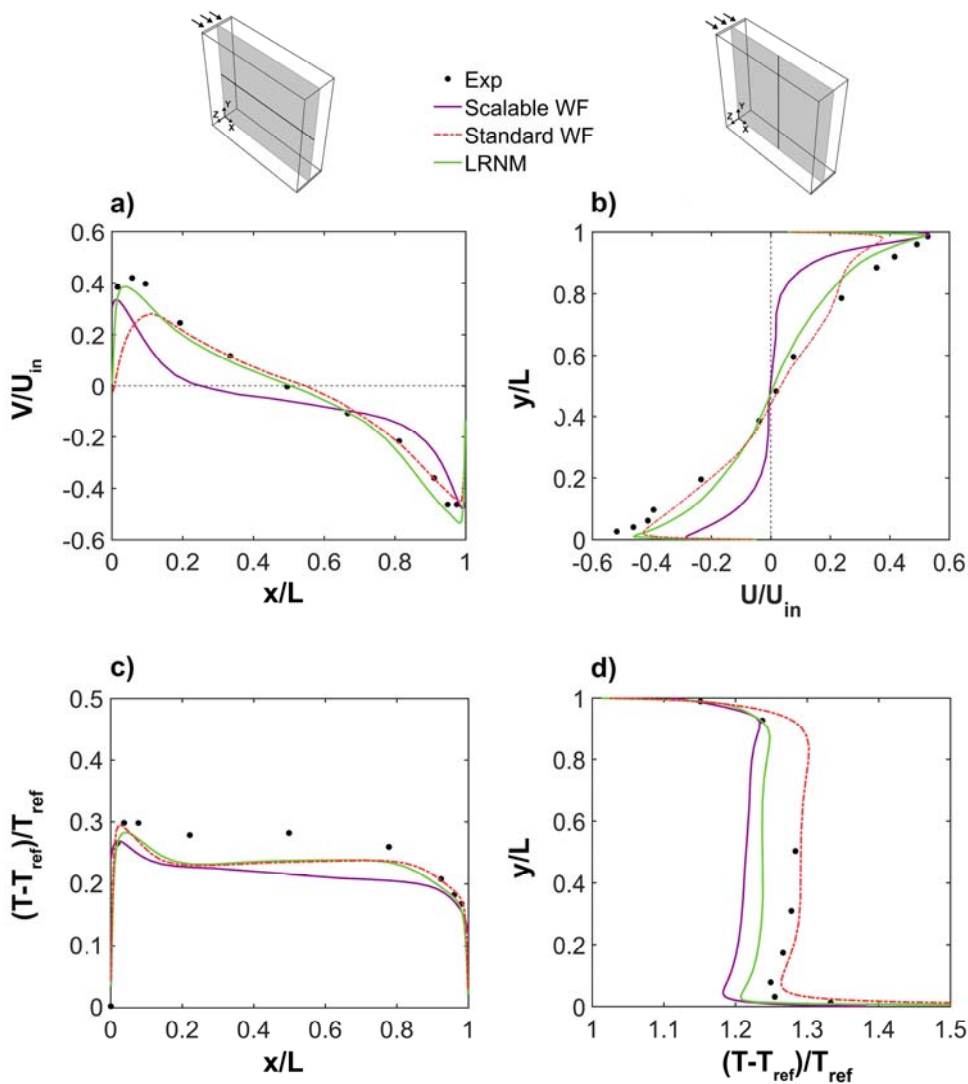 Y
Z
X
Exp
Scalable WF
Standard WF
LRNM
Y
Z
X
a)
0.6
0.4
0.2
0
-0.2
-0.4
-0.6
V/U_in
0 0.2 0.4 0.6 0.8 1
x/L
b)
1
0.8
0.6
0.4
0.2
0
y/L
-0.6 -0.4 -0.2 0 0.2 0.4 0.6
U/U_in
c)
0.5
0.4
0.3
0.2
0.1
0
(T-T_ref)/T_ref
0 0.2 0.4 0.6 0.8 1
x/L
d)
1
0.8
0.6
0.4
0.2
0
y/L
1 1.1 1.2 1.3 1.4 1.5
(T-T_ref)/T_ref